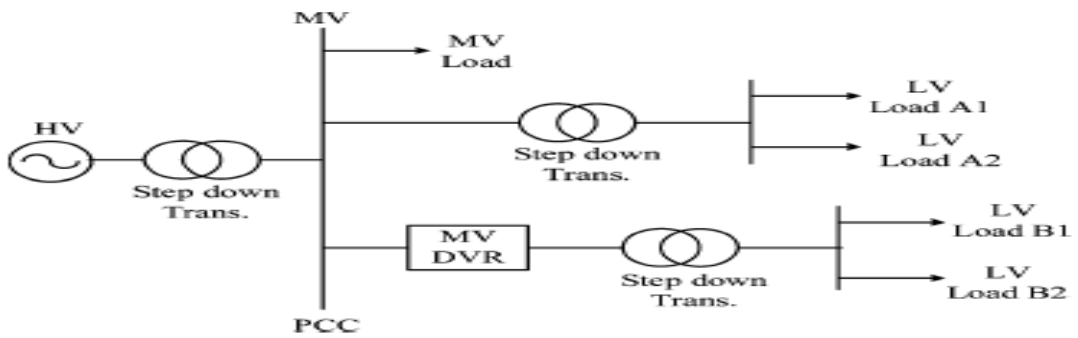 MV
MV
Load
HV
Step down
Trans.
Step down
Trans.
LV
Load A1
LV
Load A2
MV
DVR
Step down
Trans.
LV
Load B1
LV
Load B2
PCC